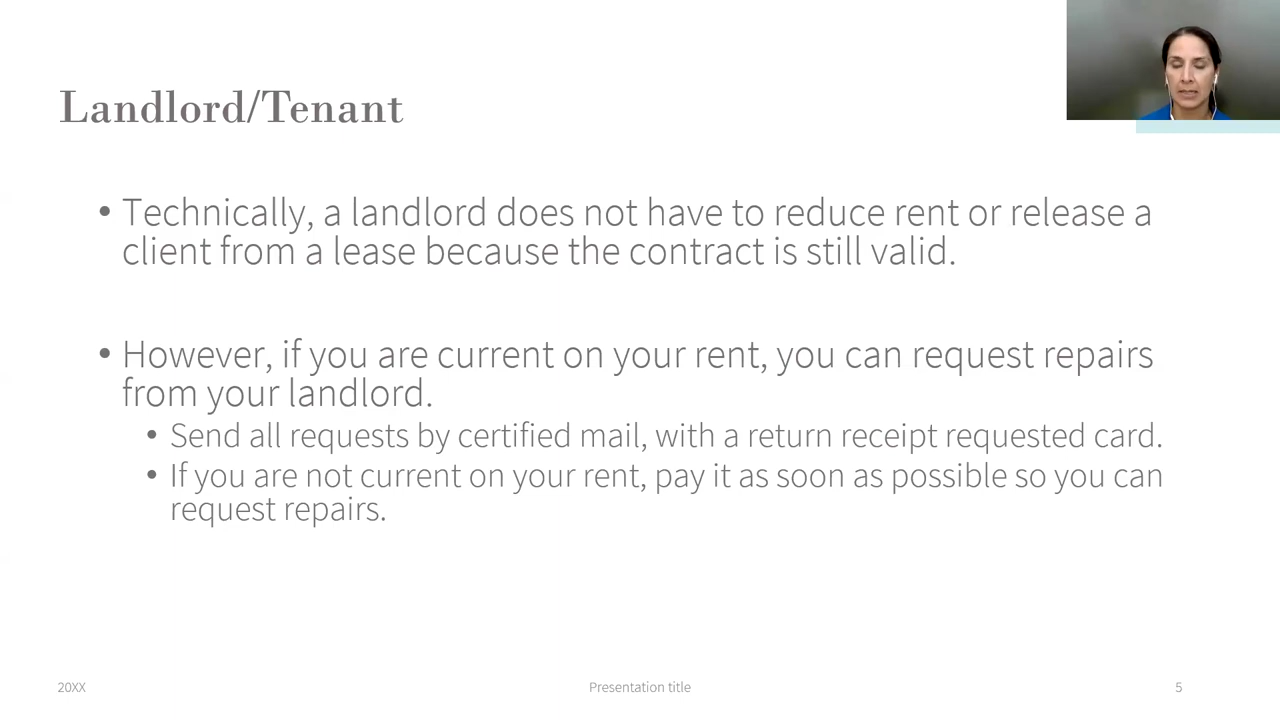 Landlord/Tenant
• Technically, a landlord does not have to reduce rent or release a
client from a lease because the contract is still valid.
• However, if you are current on your rent, you can request repairs
from your landlord.
• Send all requests by certified mail, with a return receipt requested card.
• If you are not current on your rent, pay it as soon as possible so you can
request repairs.
20XX
Presentation title
5